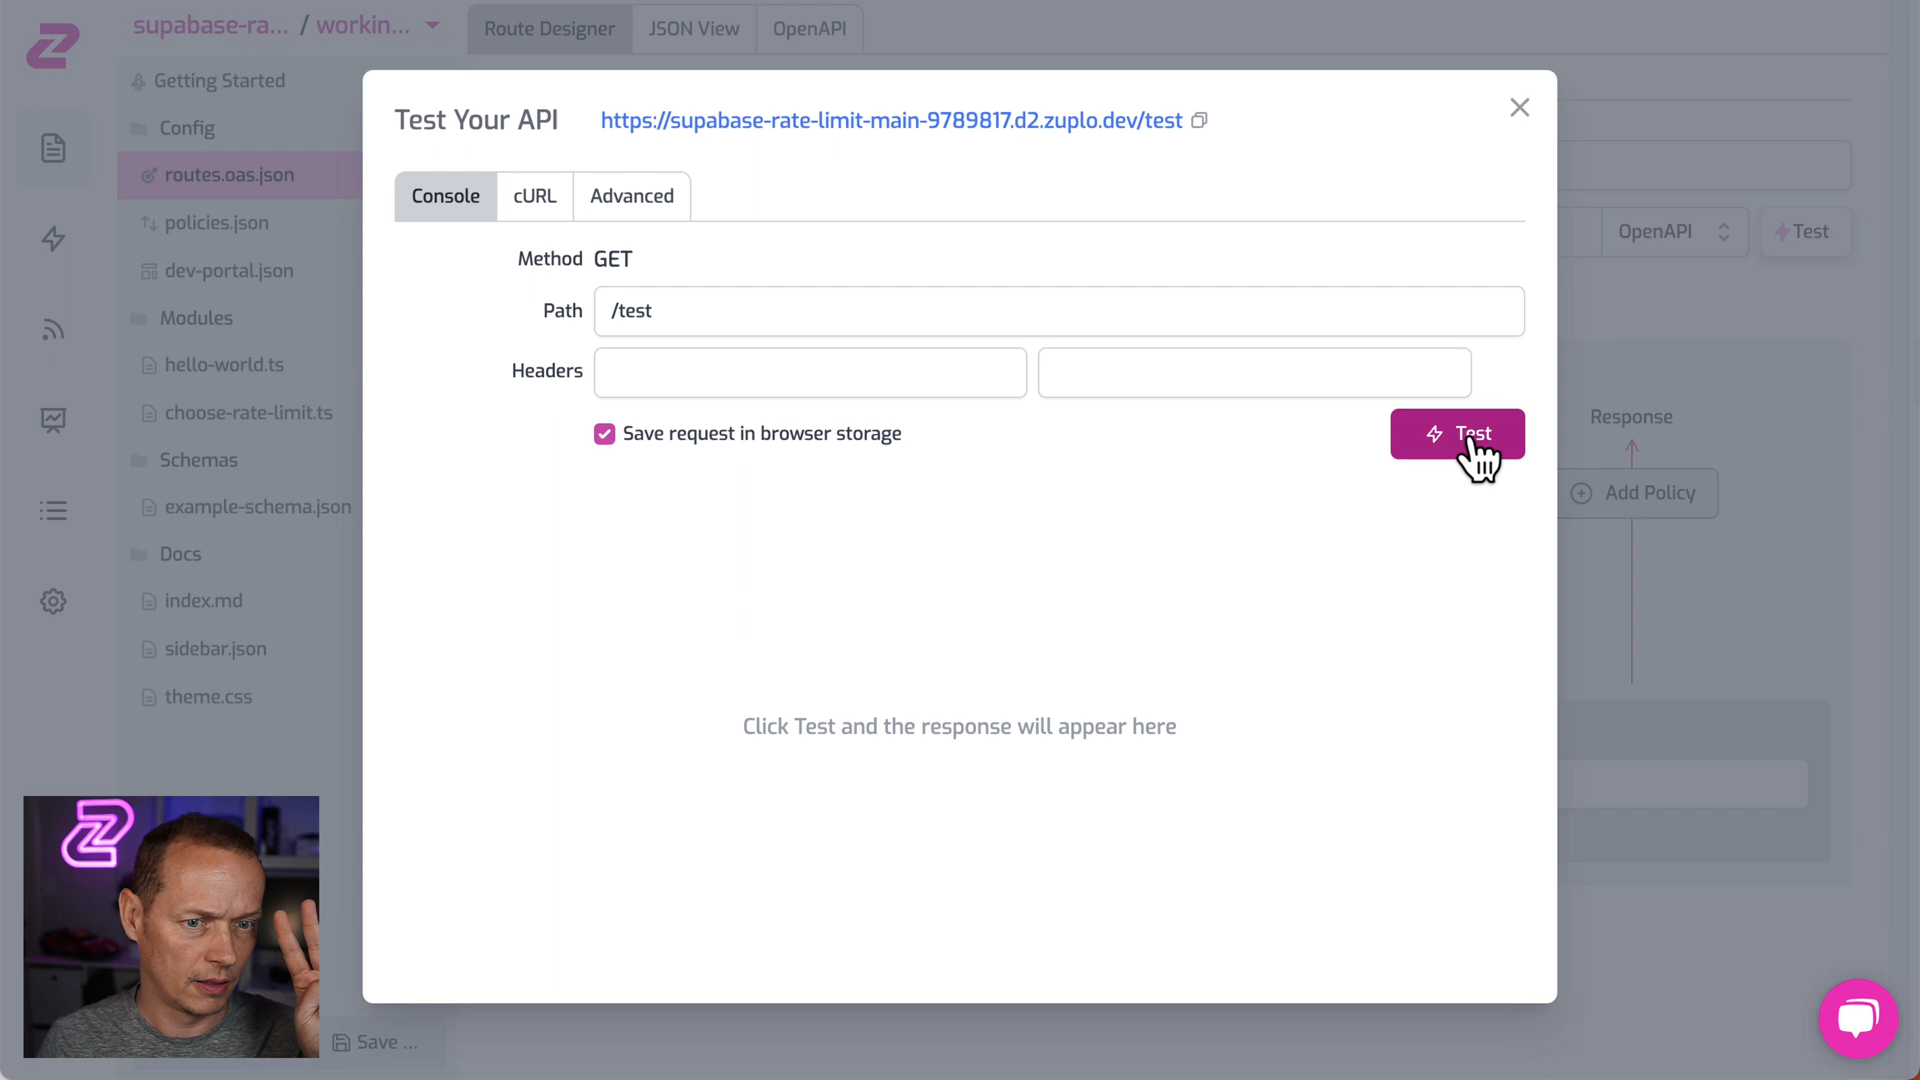 supabase-ra... / workin...
Route Designer
JSON View
OpenAPI
Getting Started
Config
routes.oas.json
policies.json
dev-portal.json
Modules
hello-world.ts
choose-rate-limit.ts
Schemas
example-schema.json
Docs
index.md
sidebar.json
theme.css
Save ...
Test Your API
https://supabase-rate-limit-main-9789817.d2.zuplo.dev/test
Console
cURL
Advanced
Method GET
Path /test
Headers
Save request in browser storage
Test
Click Test and the response will appear here
OpenAPI
Test
Response
Add Policy